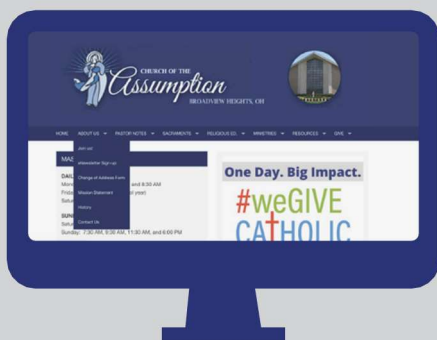 CHURCH OF THE
Assumption
BROADVIEW HEIGHTS, OH
HOME ABOUT US PASTOR NOTES SACRAMENTS RELIGIOUS ED. MINISTRIES RESOURCES GIVE
Join us!
eNewsletter Sign-up
Change of Address Form
Mission Statement
History
Contact Us
MAS
DAIL
Mond and 8:30 AM
Frida
Satu
SUN
Satu
Sunday: 7:30 AM, 9:30 AM, 11:30 AM, and 6:00 PM
One Day. Big Impact.
#weGIVE
CATHOLIC